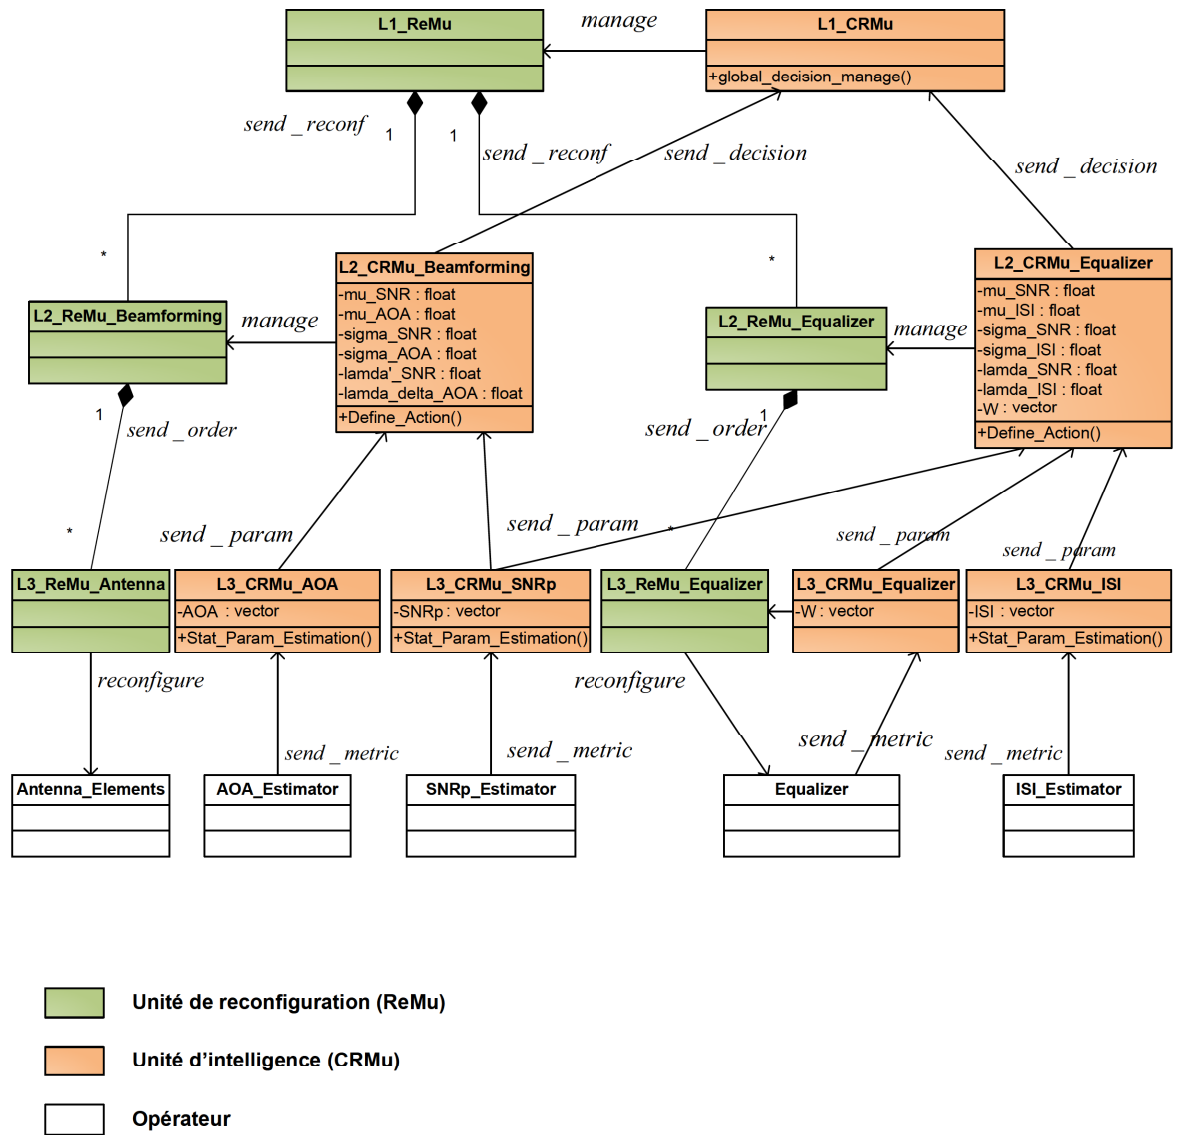 L1_ReMu
manage
L1_CRMu
+global_decision_manage()
send _ reconf
1
1
send _ reconf
send _ decision
send _ decision
*
*
L2_CRMu_Beamforming
-mu_SNR : float
-mu_AOA : float
-sigma_SNR : float
-sigma_AOA : float
-lamda'_SNR : float
-lamda_delta_AOA : float
+Define_Action()
L2_CRMu_Equalizer
-mu_SNR : float
-mu_ISI : float
-sigma_SNR : float
-sigma_ISI : float
-lamda_SNR : float
-lamda_ISI : float
-W : vector
+Define_Action()
L2_ReMu_Beamforming
manage
L2_ReMu_Equalizer
manage
1
send _ order
1
send _ order
*
send _ param
send _ param
*
send _ param
send _ param
L3_ReMu_Antenna
L3_CRMu_AOA
-AOA : vector
+Stat_Param_Estimation()
L3_CRMu_SNRp
-SNRp : vector
+Stat_Param_Estimation()
L3_ReMu_Equalizer
L3_CRMu_Equalizer
-W : vector
L3_CRMu_ISI
-ISI : vector
+Stat_Param_Estimation()
reconfigure
send _ metric
send _ metric
reconfigure
send _ metric
send _ metric
Antenna_Elements
AOA_Estimator
SNRp_Estimator
Equalizer
ISI_Estimator
Unité de reconfiguration (ReMu)
Unité d'intelligence (CRMu)
Opérateur